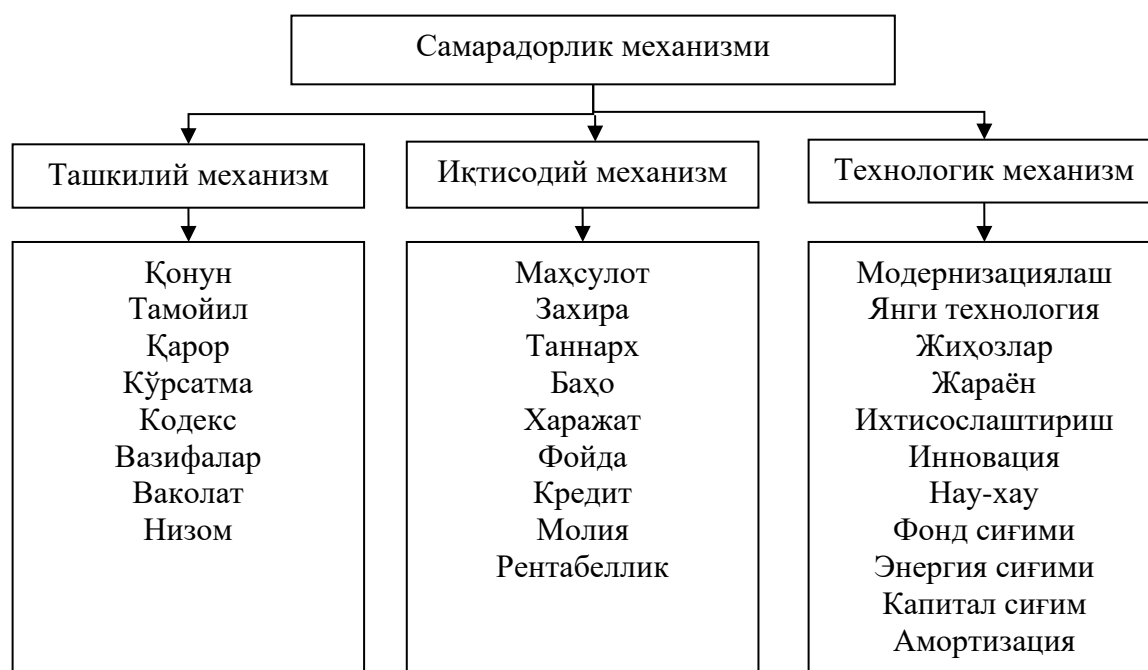 Самарадорлик механизми
Ташкилий механизм
Қонун
Тамойил
Қарор
Кўрсатма
Кодекс
Вазифалар
Ваколат
Низом
Иқтисодий механизм
Маҳсулот
Захира
Таннарх
Баҳо
Харажат
Фойда
Кредит
Молия
Рентабеллик
Технологик механизм
Модернизациялаш
Янги технология
Жиҳозлар
Жараён
Ихтисослаштириш
Инновация
Нау-хау
Фонд сиғими
Энергия сиғими
Капитал сиғим
Амортизация